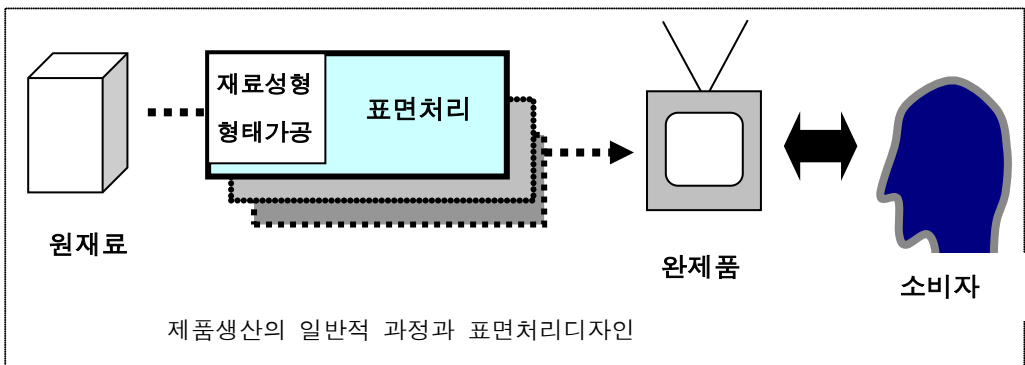 재료성형
형태가공
표면처리
원재료
완제품
소비자
제품생산의 일반적 과정과 표면처리디자인